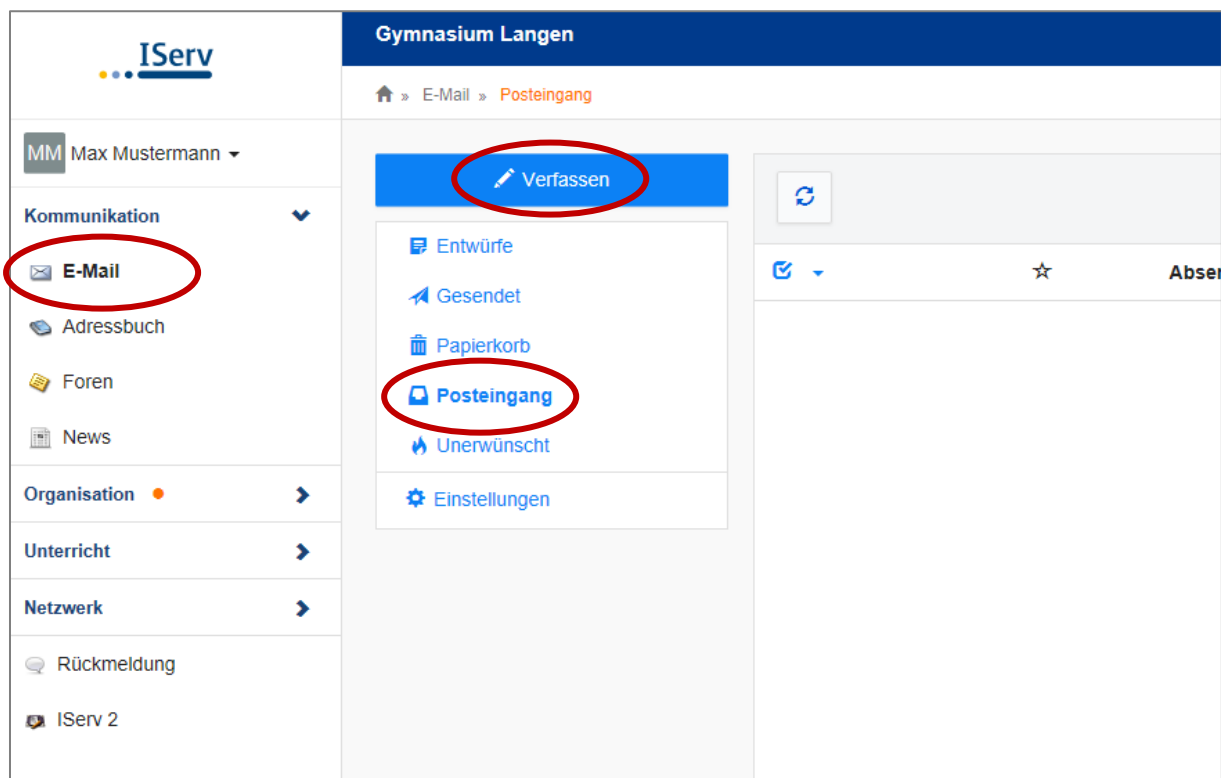 IServ
MM Max Mustermann
Kommunikation
E-Mail
Adressbuch
Foren
News
Organisation
Unterricht
Netzwerk
Rückmeldung
IServ 2
Gymnasium Langen
» E-Mail » Posteingang
Verfassen
Entwürfe
Gesendet
Papierkorb
Posteingang
Unerwünscht
Einstellungen